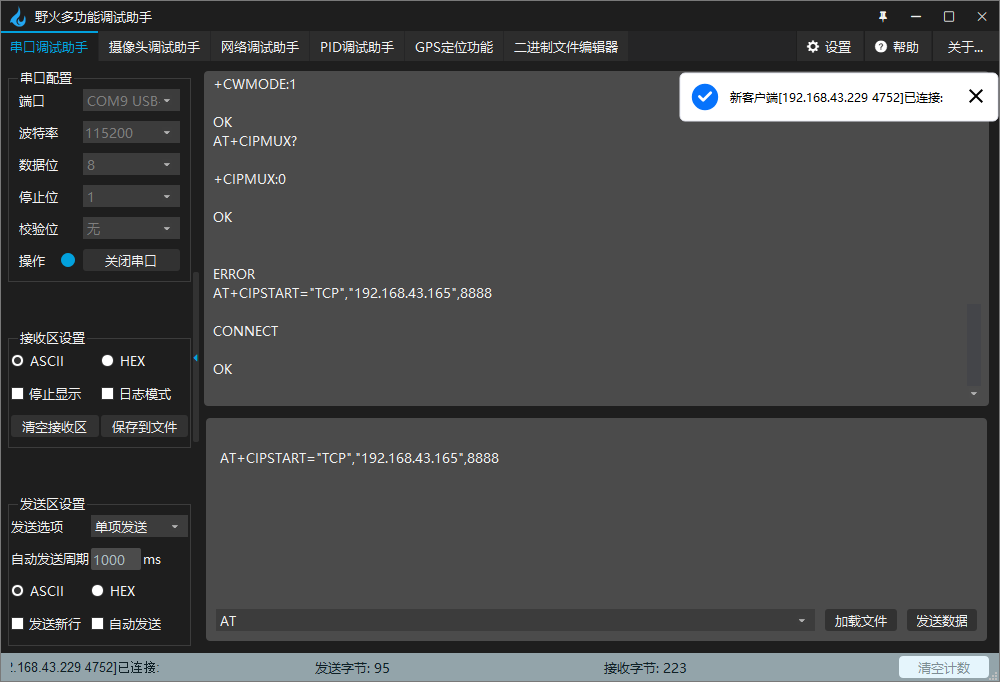 野火多功能调试助手
串口调试助手 摄像头调试助手 网络调试助手 PID调试助手 GPS定位功能 二进制文件编辑器 设置 帮助 关于...
串口配置
端口 COM9 USB
波特率 115200
数据位 8
停止位 1
校验位 无
操作 关闭串口
接收区设置
ASCII HEX
停止显示 日志模式
清空接收区 保存到文件
发送区设置
发送选项 单项发送
自动发送周期 1000 ms
ASCII HEX
发送新行 自动发送
+CWMODE:1
OK
AT+CIPMUX?
+CIPMUX:0
OK
ERROR
AT+CIPSTART="TCP","192.168.43.165",8888
CONNECT
OK
新客户端[192.168.43.229 4752]已连接:
AT+CIPSTART="TCP","192.168.43.165",8888
AT 加载文件 发送数据
2.168.43.229 4752]已连接: 发送字节: 95 接收字节: 223 清空计数